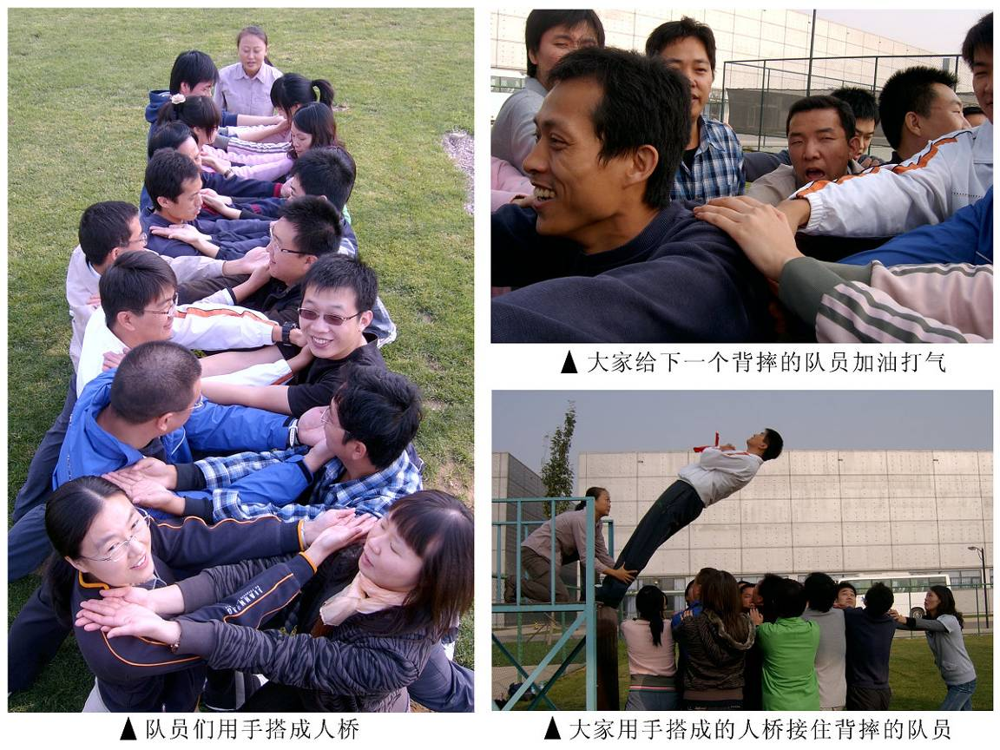 ▲大家给下一个背摔的队员加油打气
▲队员们用手搭成人桥
▲大家用手搭成的人桥接住背摔的队员